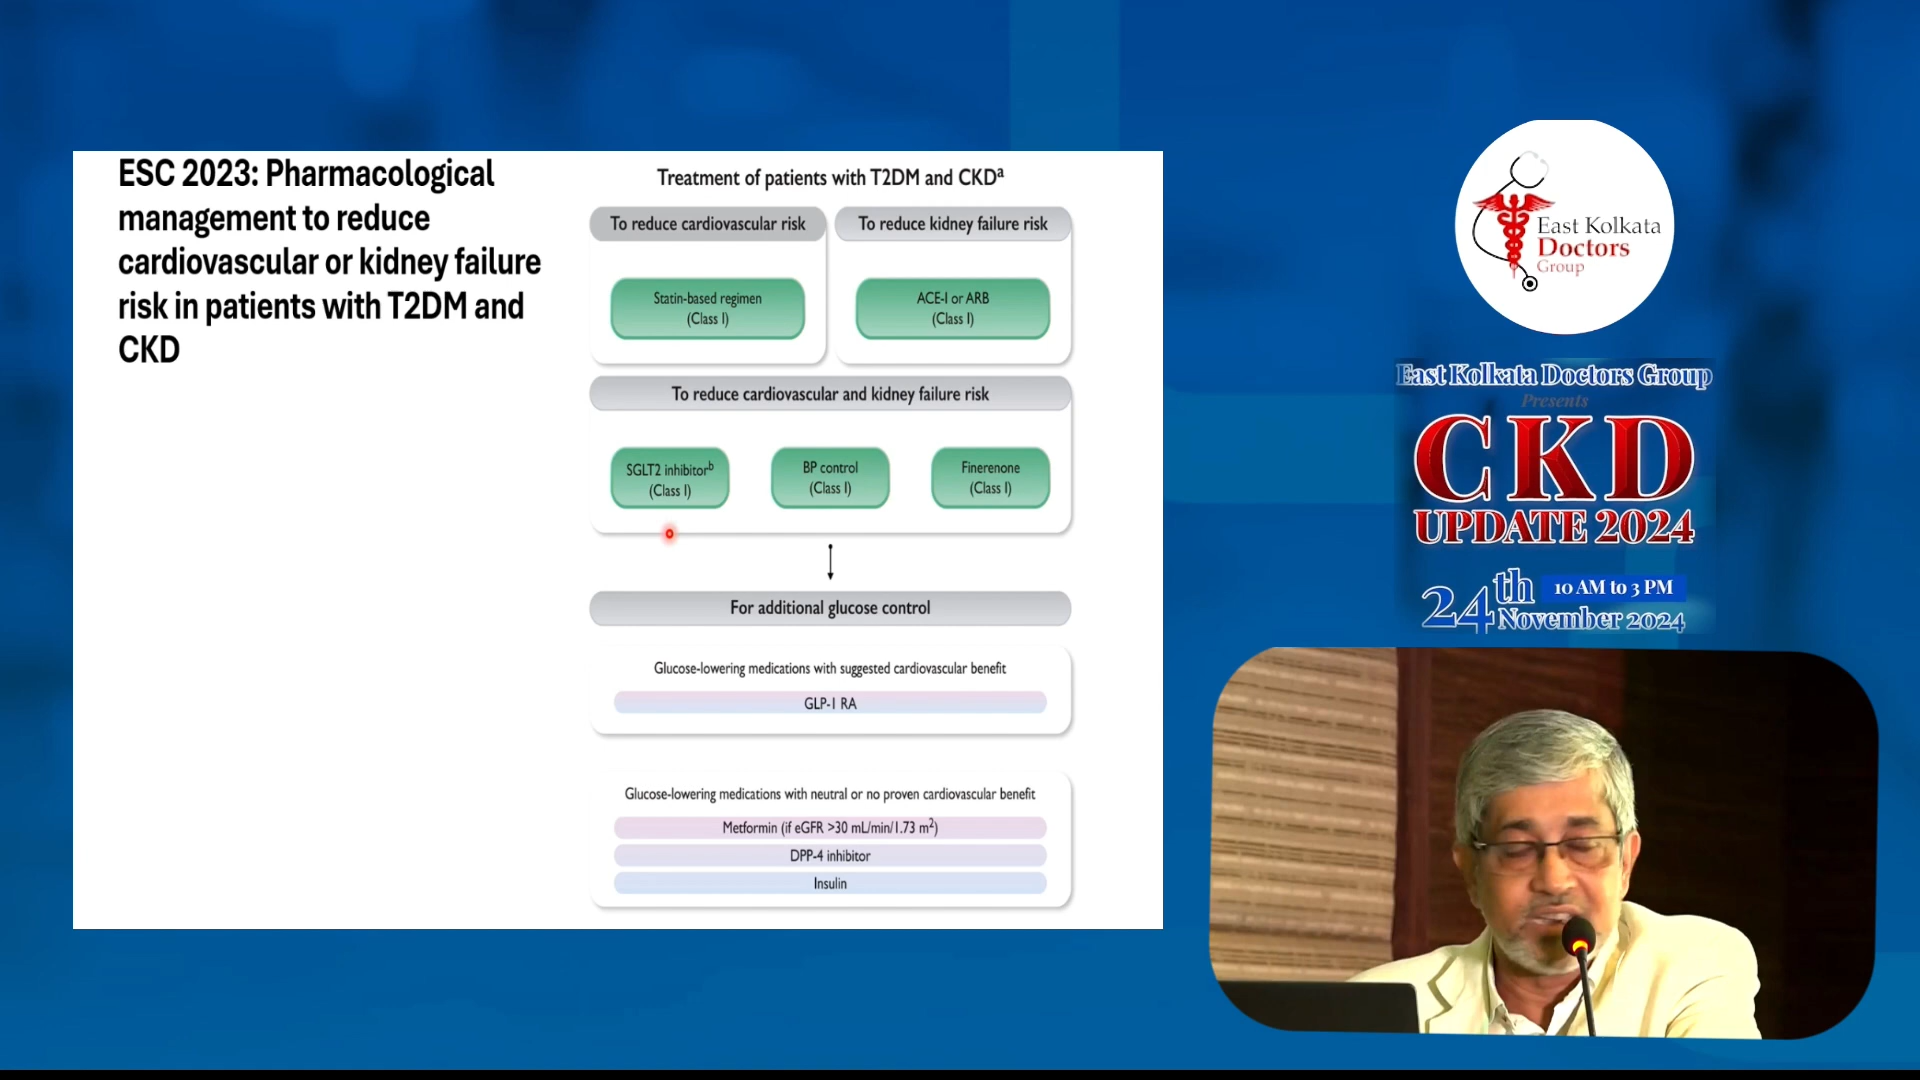 ESC 2023: Pharmacological
management to reduce
cardiovascular or kidney failure
risk in patients with T2DM and
CKD
Treatment of patients with T2DM and CKDa
To reduce cardiovascular risk
To reduce kidney failure risk
Statin-based regimen
(Class I)
ACE-I or ARB
(Class I)
To reduce cardiovascular and kidney failure risk
SGLT2 inhibitorb
(Class I)
BP control
(Class I)
Finerenone
(Class I)
For additional glucose control
Glucose-lowering medications with suggested cardiovascular benefit
GLP-1 RA
Glucose-lowering medications with neutral or no proven cardiovascular benefit
Metformin (if eGFR >30 mL/min/1.73 m2)
DPP-4 inhibitor
Insulin
East Kolkata
Doctors
Group
East Kolkata Doctors Group
Presents
CKD
UPDATE 2024
24th 10 AM to 3 PM
November 2024